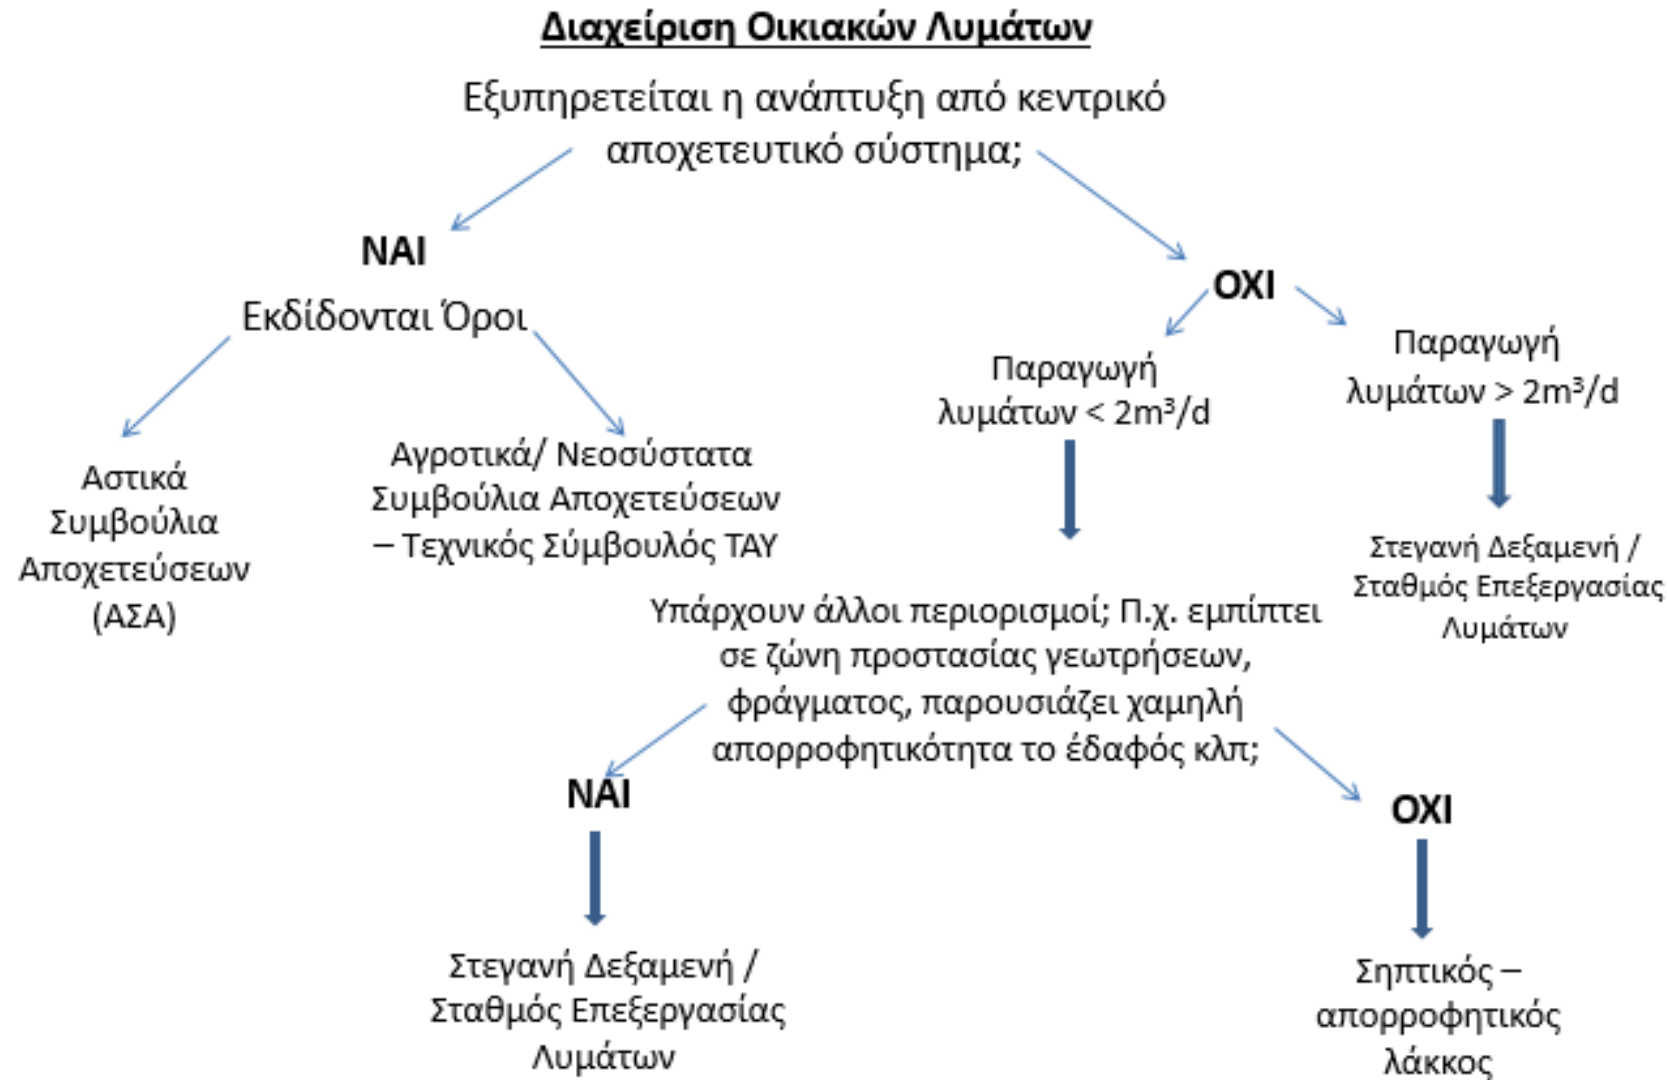 Διαχείριση Οικιακών Λυμάτων
Εξυπηρετείται η ανάπτυξη από κεντρικό
αποχετευτικό σύστημα;
ΝΑΙ
Εκδίδονται Όροι
Αστικά
Συμβούλια
Αποχετεύσεων
(ΑΣΑ)
Αγροτικά/ Νεοσύστατα
Συμβούλια Αποχετεύσεων
– Τεχνικός Σύμβουλός ΤΑΥ
ΟΧΙ
Παραγωγή
λυμάτων < 2m³/d
Παραγωγή
λυμάτων > 2m³/d
Στεγανή Δεξαμενή /
Σταθμός Επεξεργασίας
Λυμάτων
Υπάρχουν άλλοι περιορισμοί; Π.χ. εμπίπτει
σε ζώνη προστασίας γεωτρήσεων,
φράγματος, παρουσιάζει χαμηλή
απορροφητικότητα το έδαφός κλπ;
ΝΑΙ
Στεγανή Δεξαμενή /
Σταθμός Επεξεργασίας
Λυμάτων
ΟΧΙ
Σηπτικός –
απορροφητικός
λάκκος